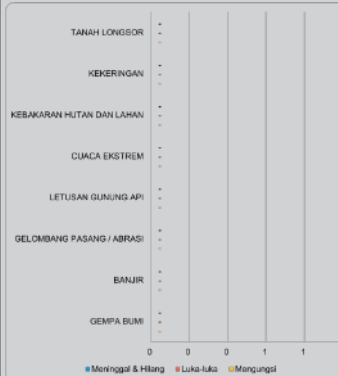 TANAH LONGSOR
-
-
-
KEKERINGAN
-
-
-
KEBAKARAN HUTAN DAN LAHAN
-
-
-
CUACA EKSTREM
-
-
-
LETUSAN GUNUNG API
-
-
-
GELOMBANG PASANG / ABRASI
-
-
-
BANJIR
-
-
-
GEMPA BUMI
-
-
-
0 0 0 1 1
Meninggal & Hilang Luka-luka Mengungsi